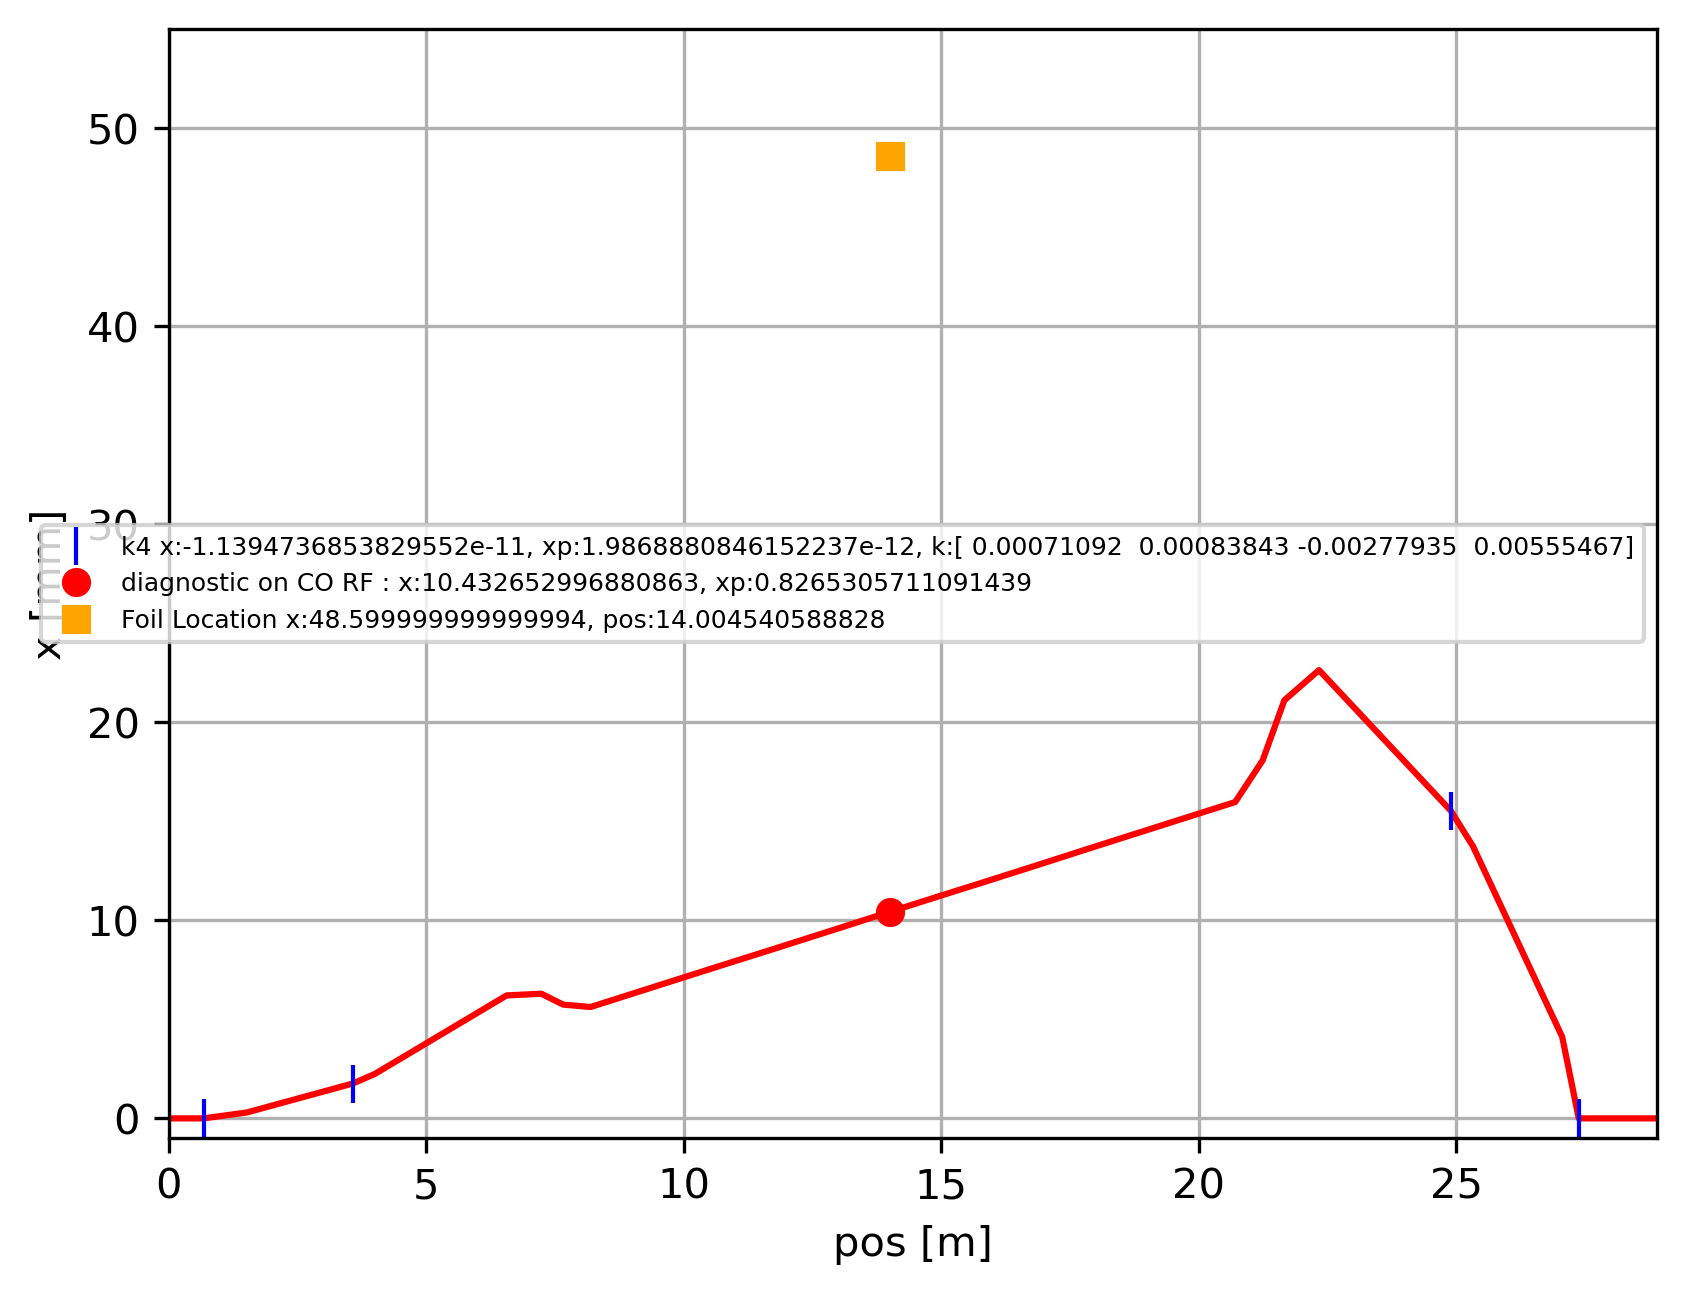 50
40
30
20
10
0
x [mm]
k4 x:-1.1394736853829552e-11, xp:1.9868880846152237e-12, k:[ 0.00071092  0.00083843 -0.00277935  0.00555467]
diagnostic on CO RF : x:10.432652996880863, xp:0.8265305711091439
Foil Location x:48.599999999999994, pos:14.004540588828
0 5 10 15 20 25
pos [m]